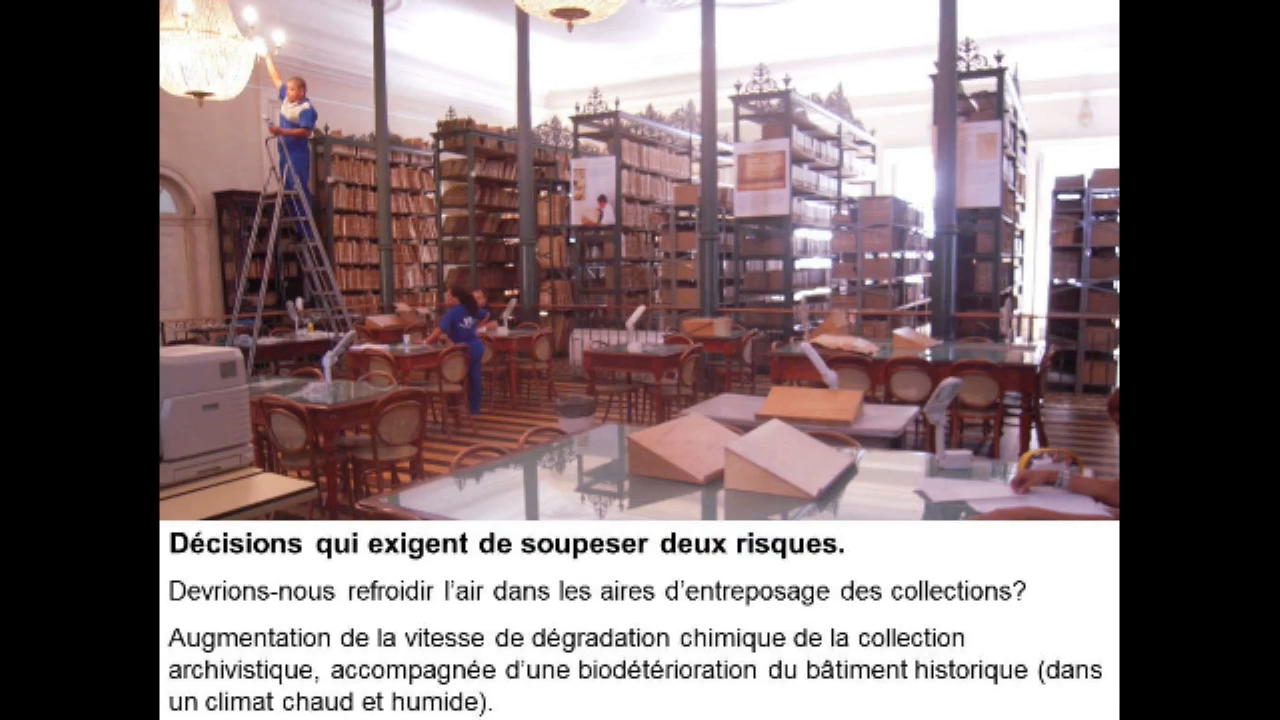 Décisions qui exigent de soupeser deux risques.
Devrions-nous refroidir l’air dans les aires d’entreposage des collections?
Augmentation de la vitesse de dégradation chimique de la collection
archivistique, accompagnée d’une biodétérioration du bâtiment historique (dans
un climat chaud et humide).